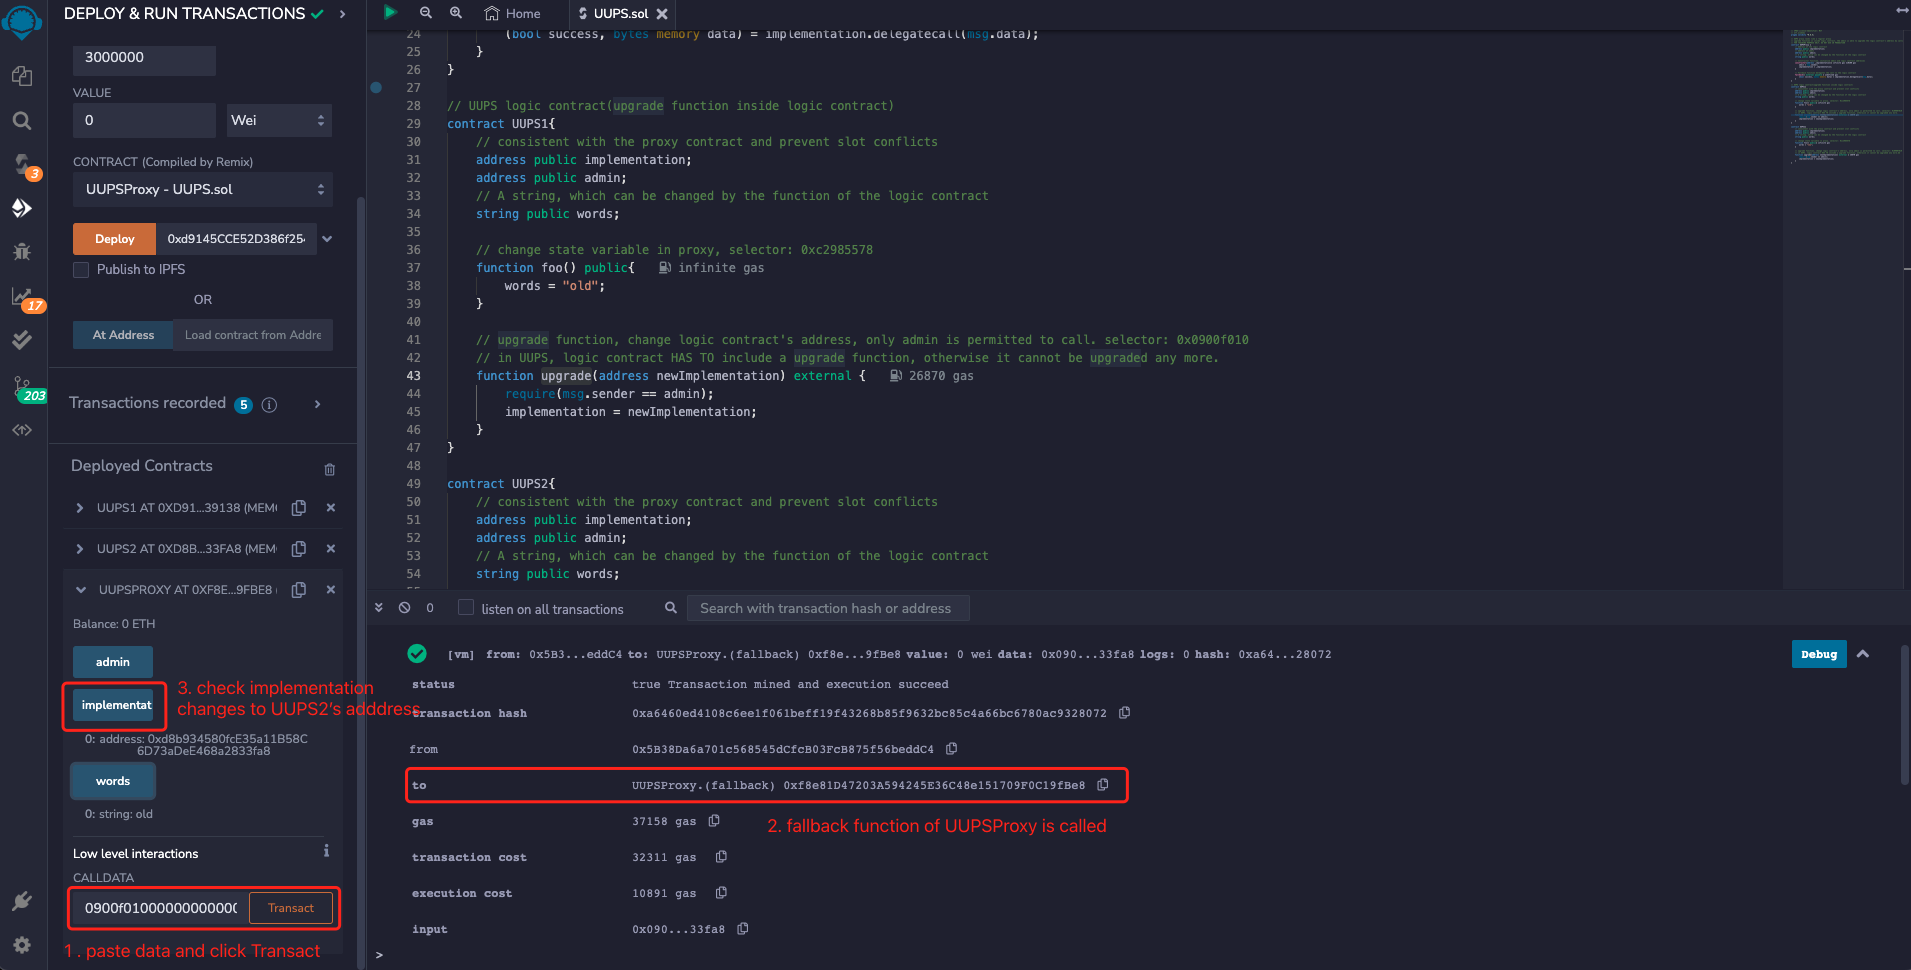 DEPLOY & RUN TRANSACTIONS
3000000
VALUE
0
Wei
CONTRACT (Compiled by Remix)
UUPSProxy - UUPS.sol
Deploy
0xd9145CCE52D386f254
Publish to IPFS
OR
At Address
Load contract from Addre
Transactions recorded 5 i
Deployed Contracts
UUPS1 AT 0XD91...39138 (MEM
UUPS2 AT 0XD8B...33FA8 (MEM
UUPSPROXY AT 0XF8E...9FBE8
Balance: 0 ETH
admin
implementat
3. check implementation
changes to UUPS2's adddress
0: address: 0xd8b934580fcE35a11B58C
6D73aDeE468a2833fa8
words
0: string: old
Low level interactions
i
CALLDATA
0900f01000000000000
Transact
1. paste data and click Transact
3
17
203
Home
UUPS.sol
24 (bool success, bytes memory data) = implementation.delegatecall(msg.data);
25 }
26 }
27
28 // UUPS logic contract(upgrade function inside logic contract)
29 contract UUPS1{
30 // consistent with the proxy contract and prevent slot conflicts
31 address public implementation;
32 address public admin;
33 // A string, which can be changed by the function of the logic contract
34 string public words;
35
36 // change state variable in proxy, selector: 0xc2985578
37 function foo() public{ infinite gas
38 words = "old";
39 }
40
41 // upgrade function, change logic contract's address, only admin is permitted to call. selector: 0x0900f010
42 // in UUPS, logic contract HAS TO include a upgrade function, otherwise it cannot be upgraded any more.
43 function upgrade(address newImplementation) external { 26870 gas
44 require(msg.sender == admin);
45 implementation = newImplementation;
46 }
47 }
48
49 contract UUPS2{
50 // consistent with the proxy contract and prevent slot conflicts
51 address public implementation;
52 address public admin;
53 // A string, which can be changed by the function of the logic contract
54 string public words;
0
listen on all transactions
Search with transaction hash or address
[vm] from: 0x5B3...eddC4 to: UUPSProxy.(fallback) 0xf8e...9fBe8 value: 0 wei data: 0x090...33fa8 logs: 0 hash: 0xa64...28072
Debug
status true Transaction mined and execution succeed
transaction hash 0xa6460ed4108c6ee1f061beff19f43268b85f9632bc85c4a66bc6780ac9328072
from 0x5B38Da6a701c568545dCfcB03FcB875f56beddC4
to UUPSProxy.(fallback) 0xf8e81D47203A594245E36C48e151709F0C19fBe8
gas 37158 gas
2. fallback function of UUPSProxy is called
transaction cost 32311 gas
execution cost 10891 gas
input 0x090...33fa8
>